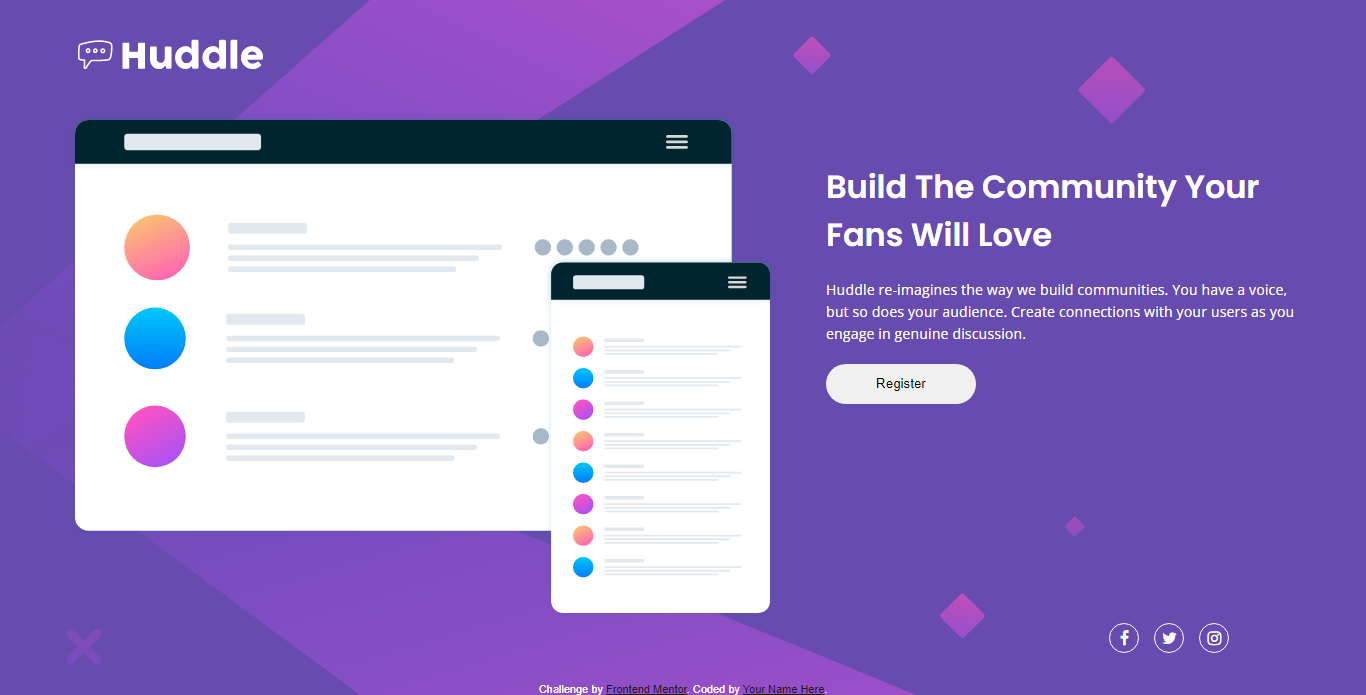 Huddle
Build The Community Your
Fans Will Love
Huddle re-imagines the way we build communities. You have a voice,
but so does your audience. Create connections with your users as you
engage in genuine discussion.
Register
Challenge by Frontend Mentor. Coded by Your Name Here.